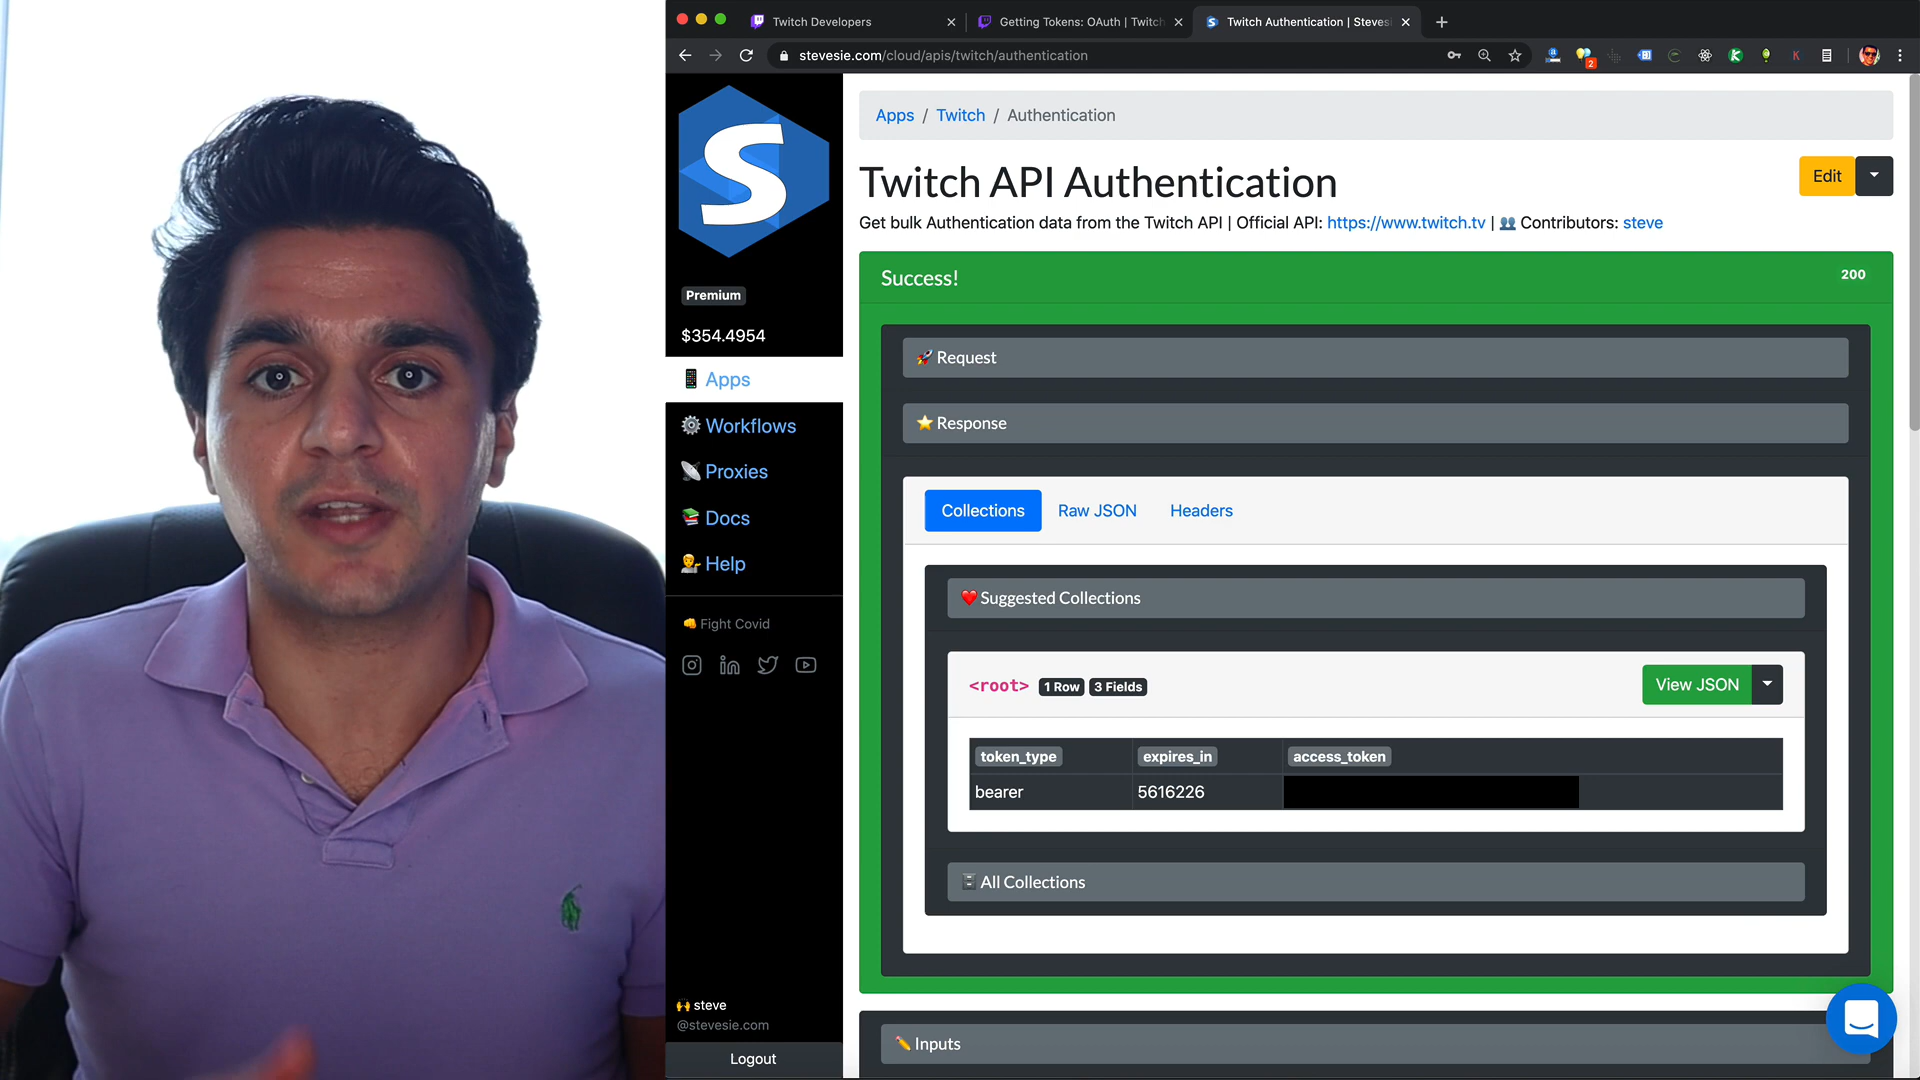 Twitch Developers
Getting Tokens: OAuth | Twitch
Twitch Authentication | Stevesi
stevesie.com/cloud/apis/twitch/authentication
2
K
S
Premium
$354.4954
Apps
Workflows
Proxies
Docs
Help
Fight Covid
steve
@stevesie.com
Logout
Apps / Twitch / Authentication
Twitch API Authentication
Edit
Get bulk Authentication data from the Twitch API | Official API: https://www.twitch.tv | Contributors: steve
Success!
200
Request
Response
Collections Raw JSON Headers
Suggested Collections
<root> 1 Row 3 Fields
View JSON
token_type expires_in access_token
bearer 5616226
All Collections
Inputs